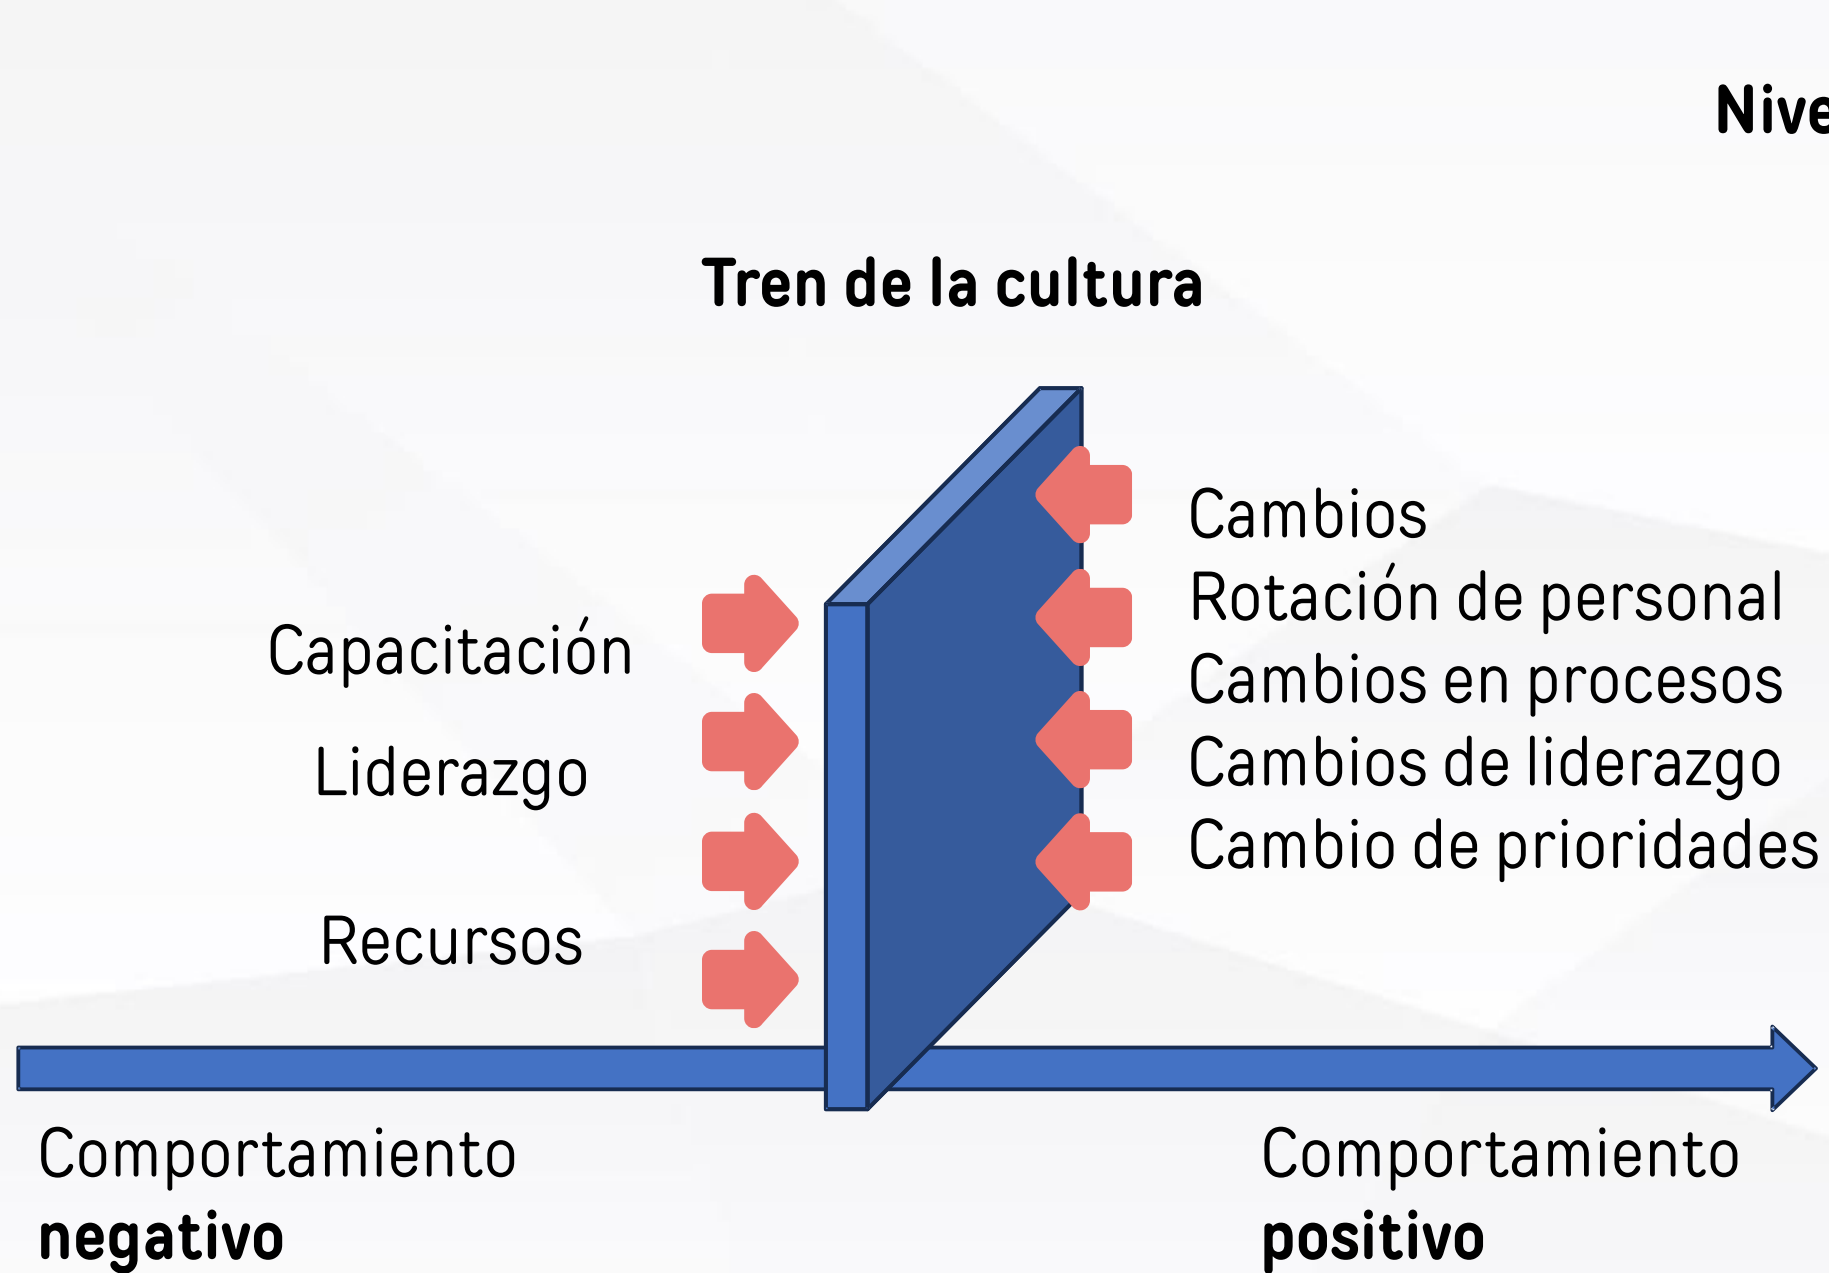 Nive
Tren de la cultura
Capacitación
Liderazgo
Recursos
Cambios
Rotación de personal
Cambios en procesos
Cambios de liderazgo
Cambio de prioridades
Comportamiento
negativo
Comportamiento
positivo